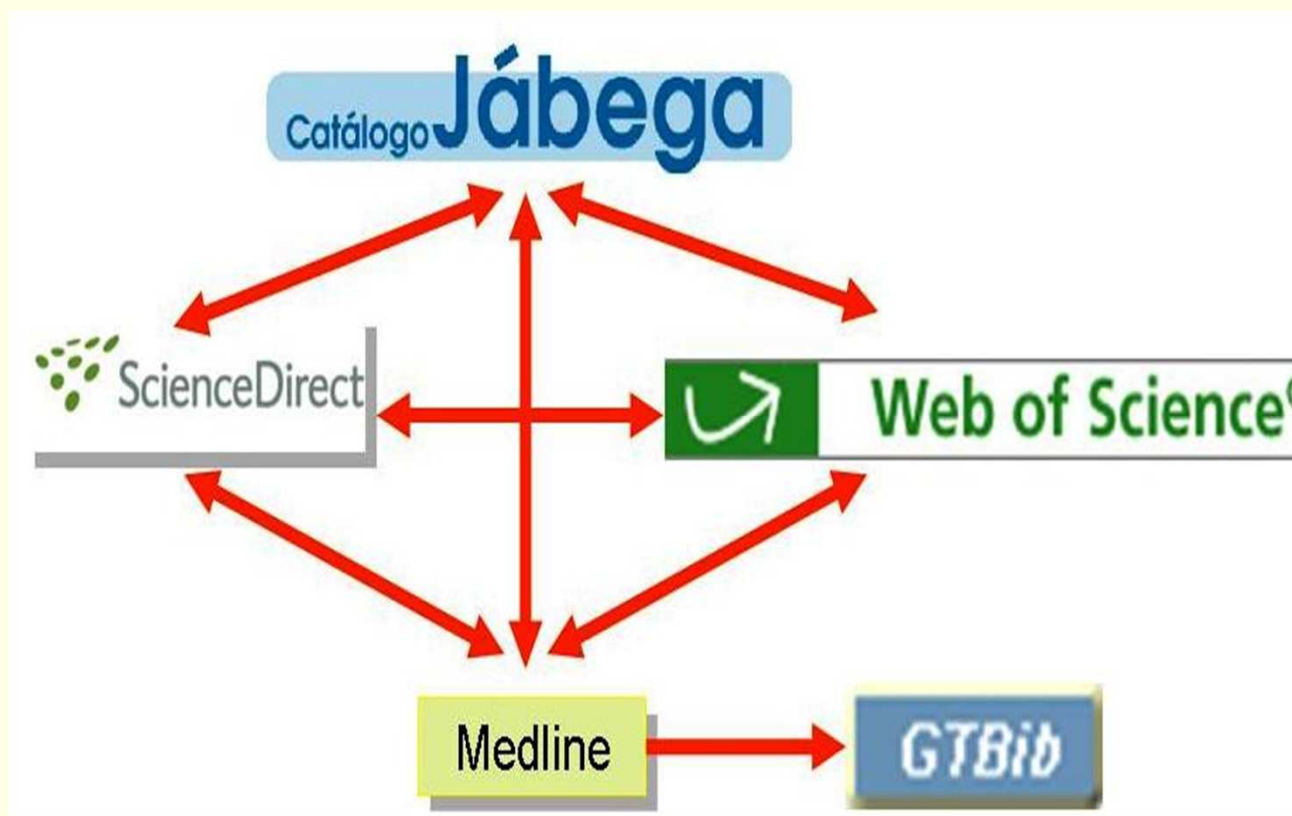 Catálogo Jábega
ScienceDirect
Web of Science®
Medline
GTBib